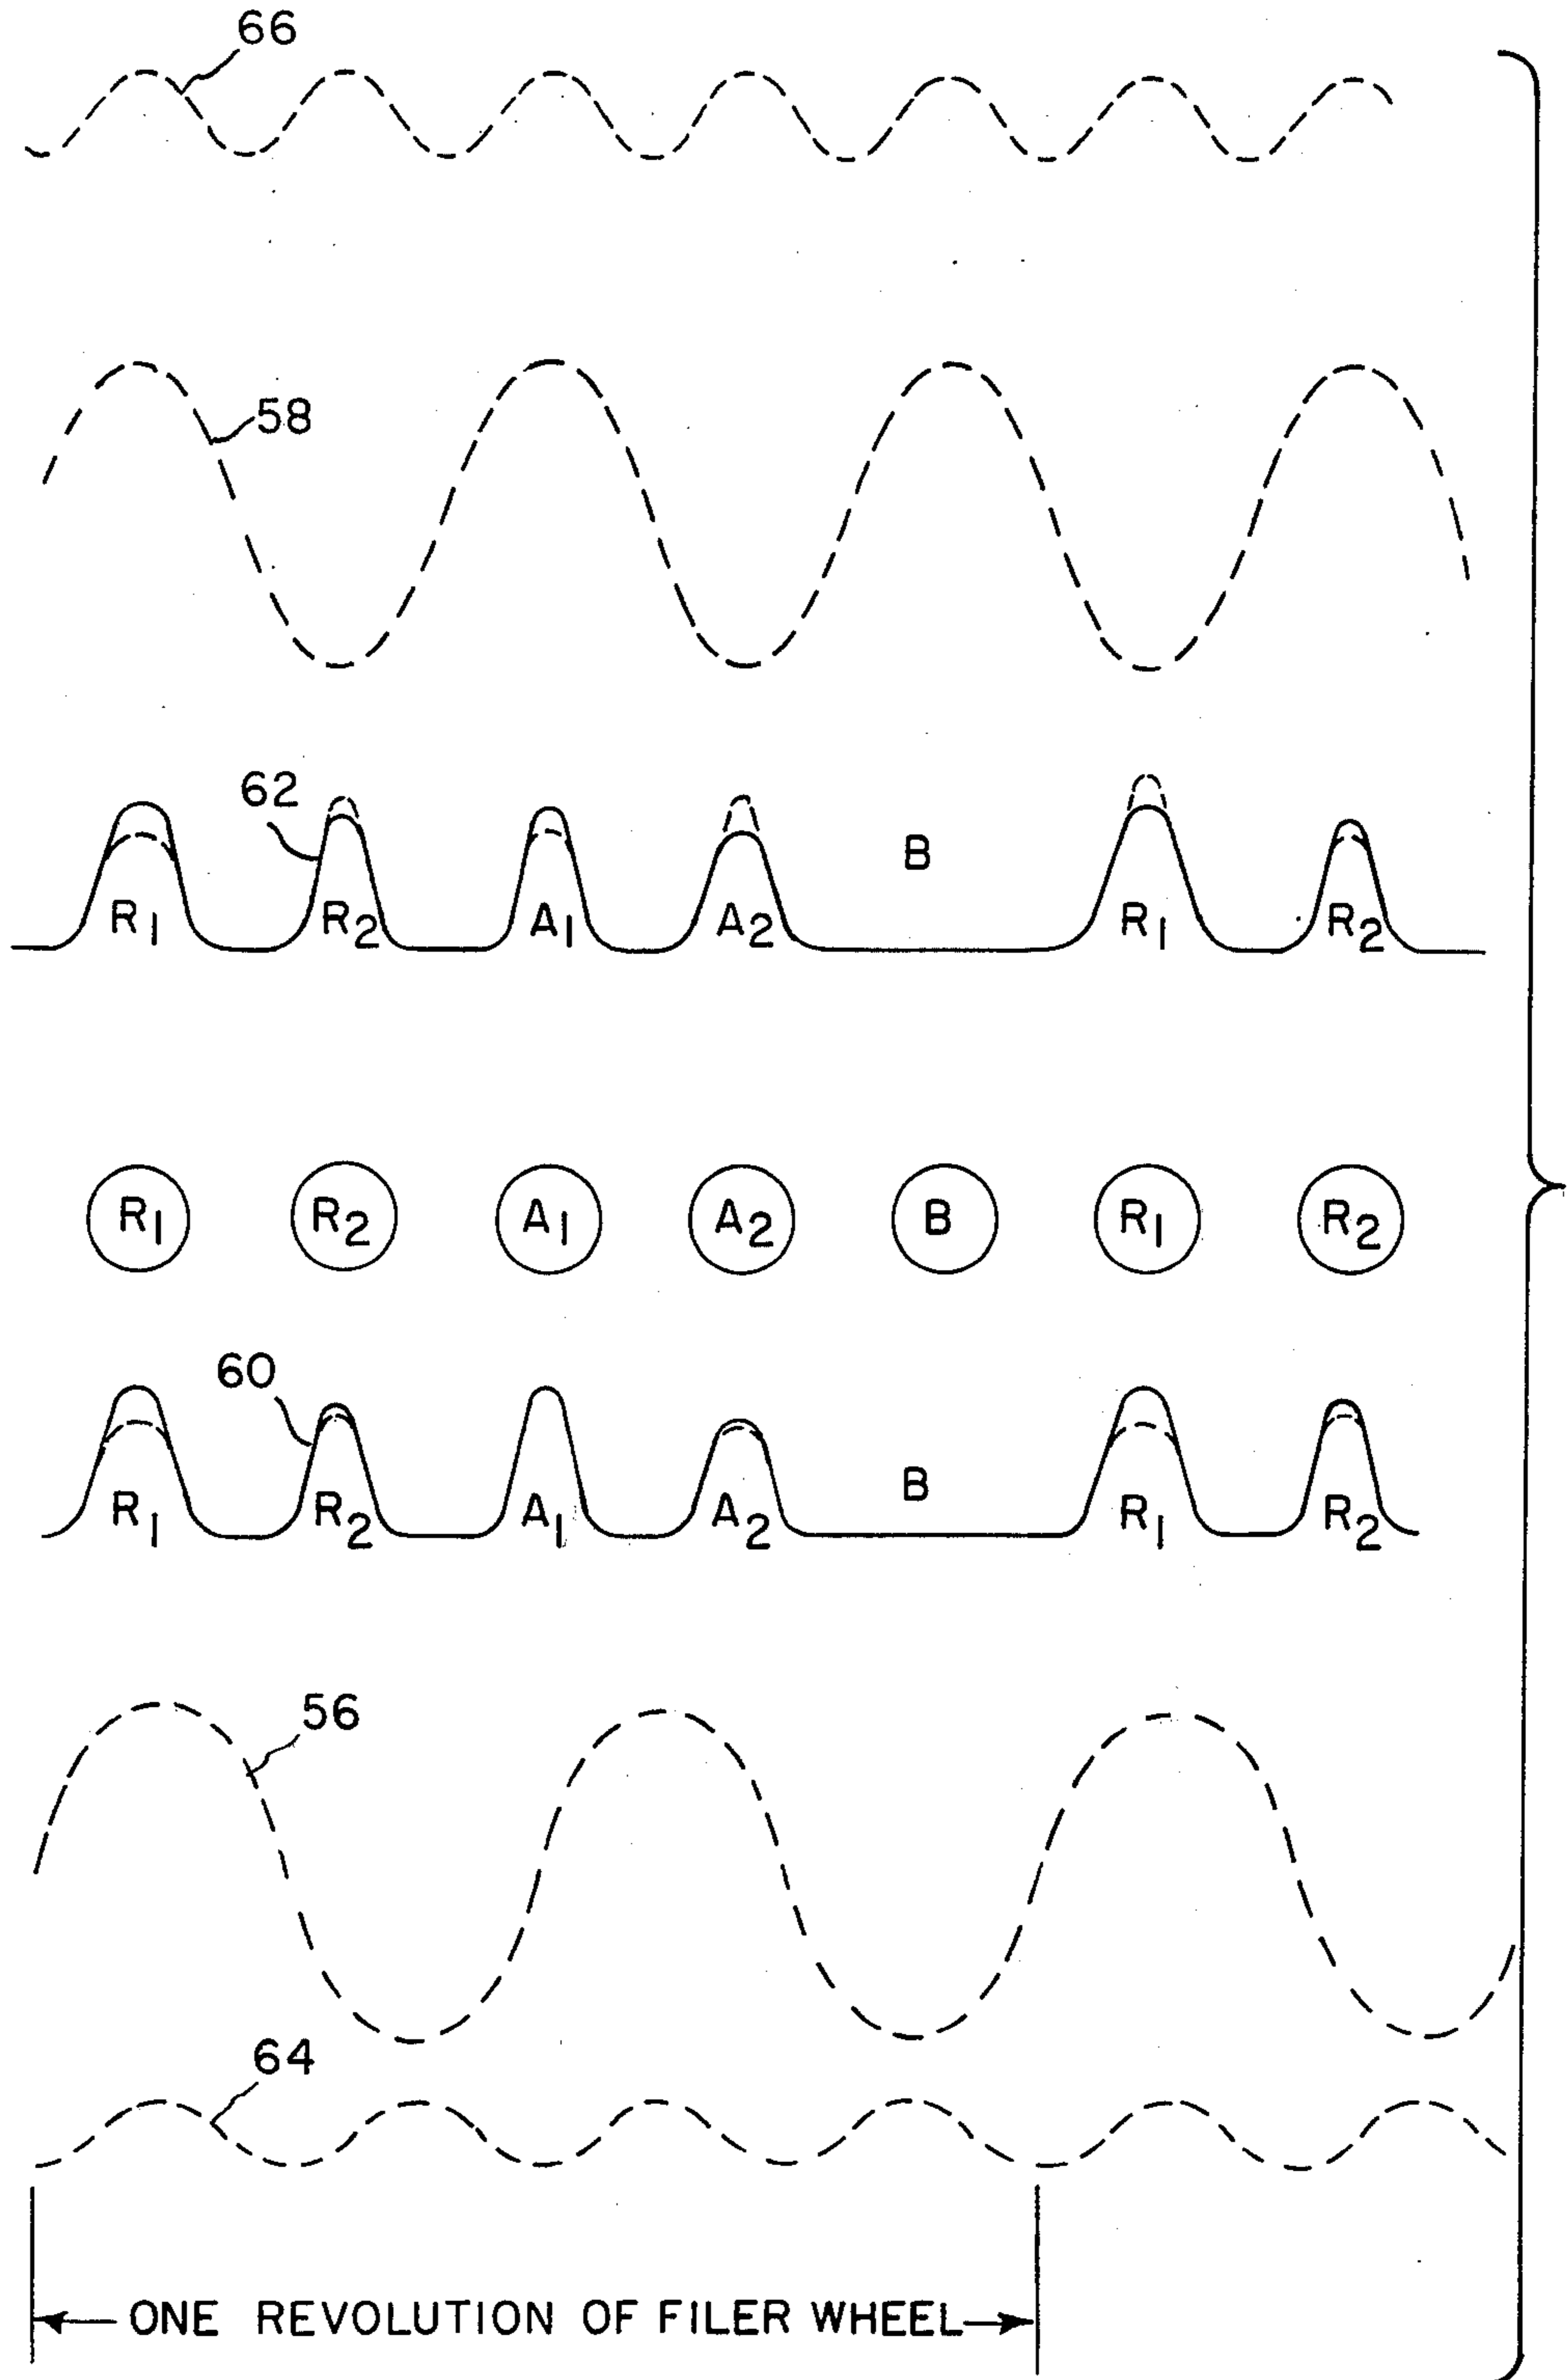 66
58
62
R1 R2 A1 A2 B R1 R2
R1 R2 A1 A2 B R1 R2
60
R1 R2 A1 A2 B R1 R2
56
64
ONE REVOLUTION OF FILER WHEEL